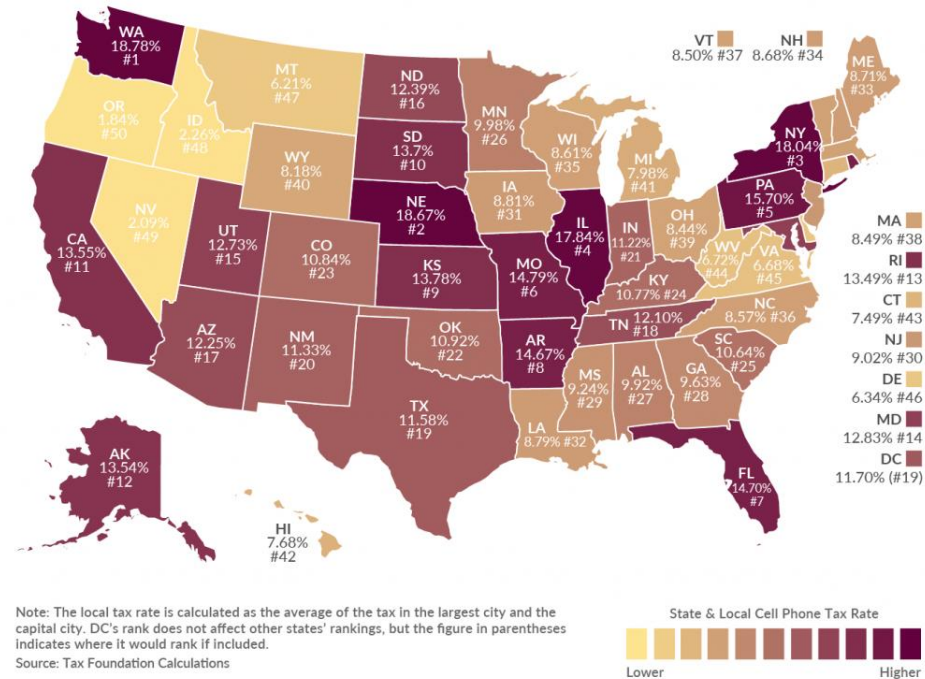 WA
18.78%
#1
VT
8.50% #37
NH
8.68% #34
ME
8.71%
#33
MT
6.21%
#47
ND
12.39%
#16
MN
9.98%
#26
OR
1.84%
#50
ID
2.26%
#48
SD
13.7%
#10
WI
8.61%
#35
NY
18.04%
#3
WY
8.18%
#40
MI
7.98%
#41
IA
8.81%
#31
PA
15.70%
#5
NE
18.67%
#2
NV
2.09%
#49
IL
17.84%
#4
IN
11.22%
#21
OH
8.44%
#39
MA
8.49% #38
CA
13.55%
#11
UT
12.73%
#15
CO
10.84%
#23
WV
6.72%
#44
VA
6.68%
#45
RI
13.49% #13
KS
13.78%
#9
MO
14.79%
#6
KY
10.77% #24
CT
7.49% #43
NC
8.57% #36
NJ
9.02% #30
AZ
12.25%
#17
NM
11.33%
#20
OK
10.92%
#22
AR
14.67%
#8
TN 12.10%
#18
SC
10.64%
#25
DE
6.34% #46
MS
9.24%
#29
AL
9.92%
#27
GA
9.63%
#28
MD
12.83% #14
TX
11.58%
#19
LA
8.79% #32
DC
11.70% (#19)
AK
13.54%
#12
FL
14.70%
#7
HI
7.68%
#42
Note: The local tax rate is calculated as the average of the tax in the largest city and the
capital city. DC's rank does not affect other states' rankings, but the figure in parentheses
indicates where it would rank if included.
Source: Tax Foundation Calculations
State & Local Cell Phone Tax Rate
Lower Higher